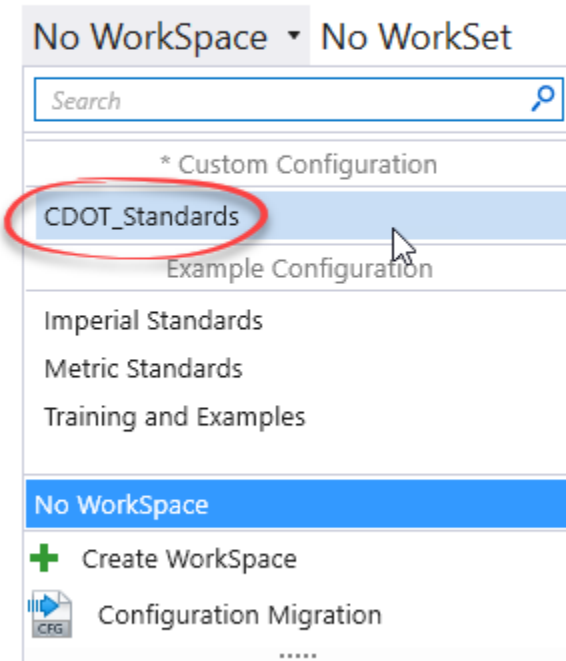 No WorkSpace No WorkSet
Search
* Custom Configuration
CDOT_Standards
Example Configuration
Imperial Standards
Metric Standards
Training and Examples
No WorkSpace
Create WorkSpace
CFG Configuration Migration